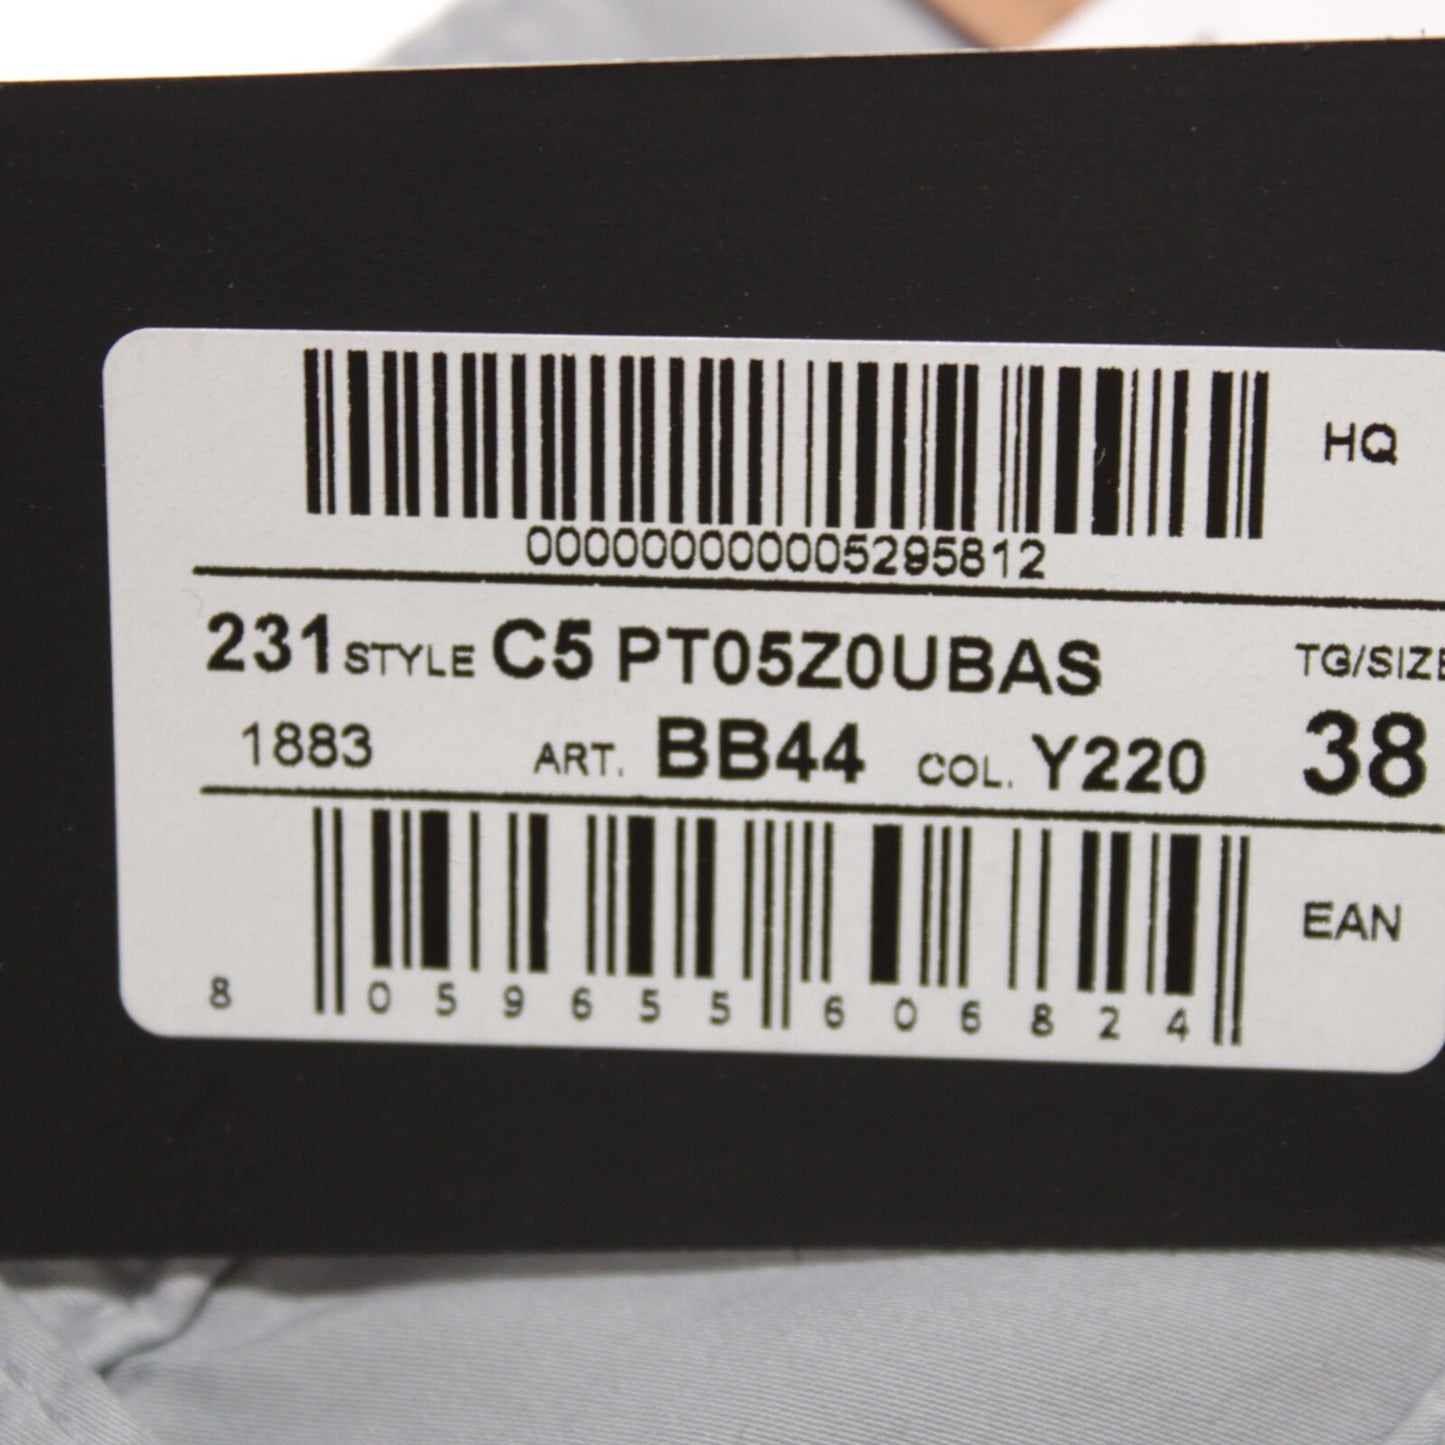 HQ
000000000005295812
231 STYLE C5 PT05Z0UBAS TG/SIZE
1883 ART. BB44 COL. Y220 38
EAN
8 059655 606824